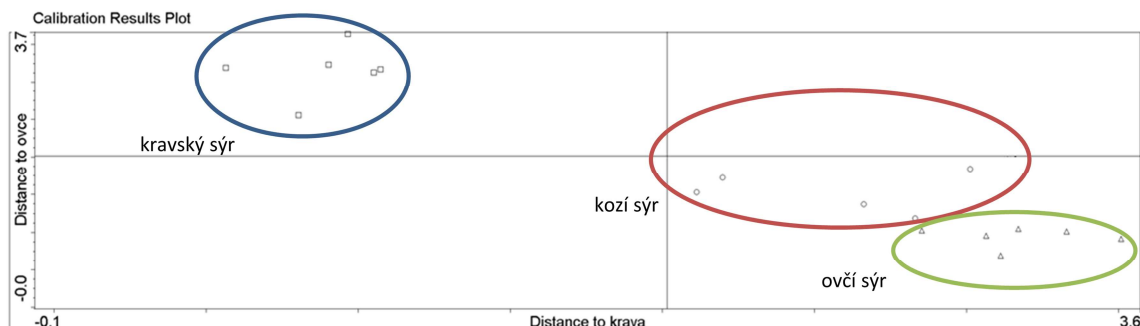 Calibration Results Plot
3.7
kravský sýr
Distance to ovce
kozí sýr
ovčí sýr
-0.0
-0.1
Distance to krava
3.6